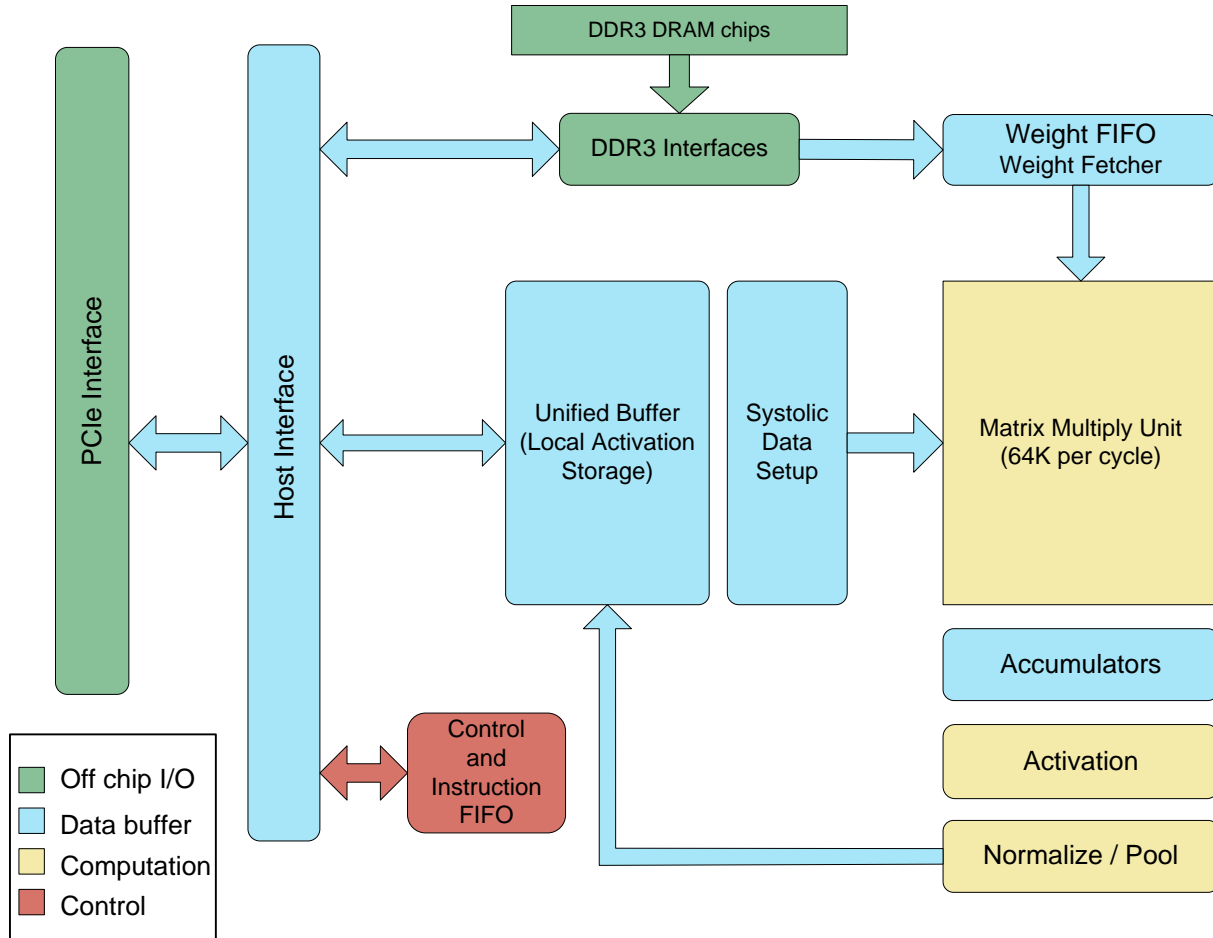 DDR3 DRAM chips
DDR3 Interfaces
Weight FIFO
Weight Fetcher
PCIe Interface
Host Interface
Unified Buffer
(Local Activation
Storage)
Systolic
Data
Setup
Matrix Multiply Unit
(64K per cycle)
Accumulators
Activation
Normalize / Pool
Control
and
Instruction
FIFO
Off chip I/O
Data buffer
Computation
Control